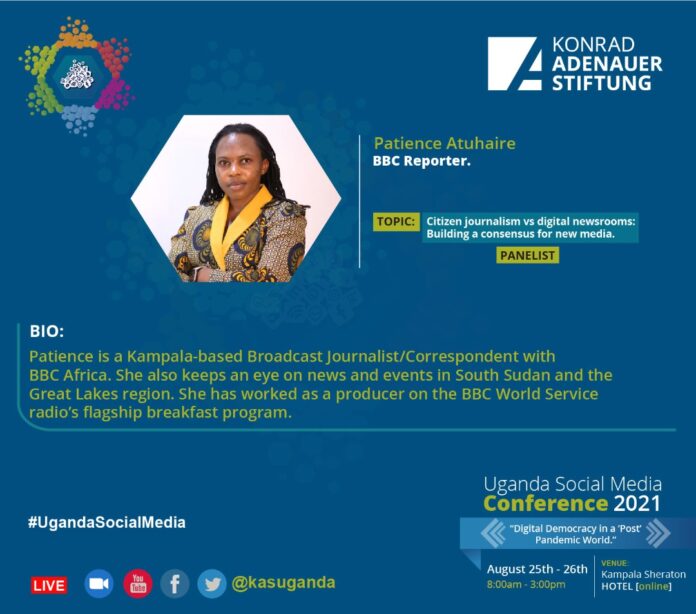 KONRAD
ADENAUER
STIFTUNG
Patience Atuhaire
BBC Reporter.
TOPIC: Citizen journalism vs digital newsrooms:
Building a consensus for new media.
PANELIST
BIO:
Patience is a Kampala-based Broadcast Journalist/Correspondent with
BBC Africa. She also keeps an eye on news and events in South Sudan and the
Great Lakes region. She has worked as a producer on the BBC World Service
radio’s flagship breakfast program.
Uganda Social Media
Conference 2021
“Digital Democracy in a ‘Post’
Pandemic World.”
August 25th - 26th
8:00am - 3:00pm
VENUE:
Kampala Sheraton
HOTEL [online]
#UgandaSocialMedia
LIVE
You
Tube
@kasuganda